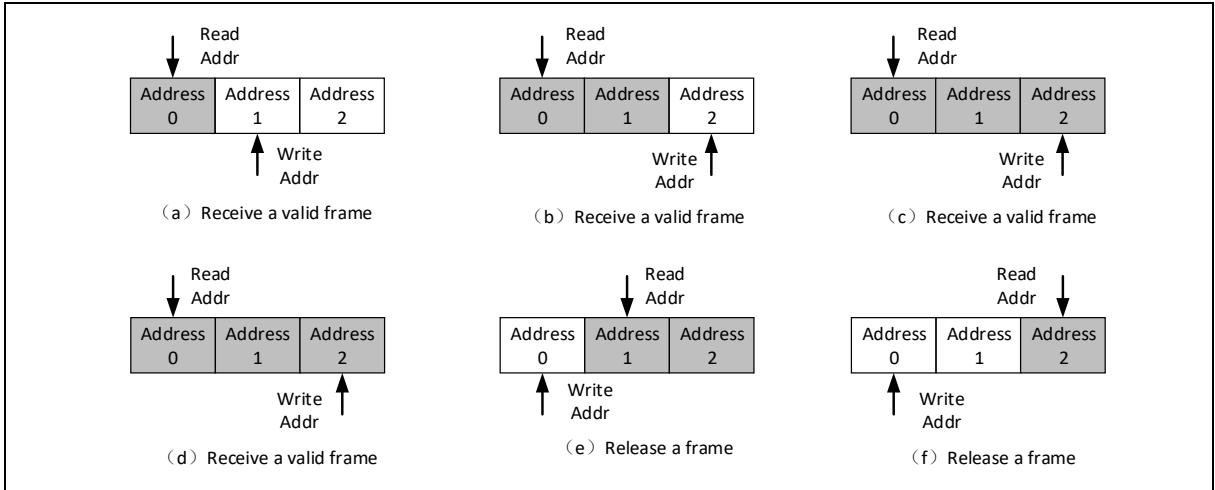 Read
Addr
Address
0
Address
1
Address
2
Write
Addr
（a）Receive a valid frame
Read
Addr
Address
0
Address
1
Address
2
Write
Addr
（b）Receive a valid frame
Read
Addr
Address
0
Address
1
Address
2
Write
Addr
（c）Receive a valid frame
Read
Addr
Address
0
Address
1
Address
2
Write
Addr
（d）Receive a valid frame
Read
Addr
Address
0
Address
1
Address
2
Write
Addr
（e）Release a frame
Read
Addr
Address
0
Address
1
Address
2
Write
Addr
（f）Release a frame